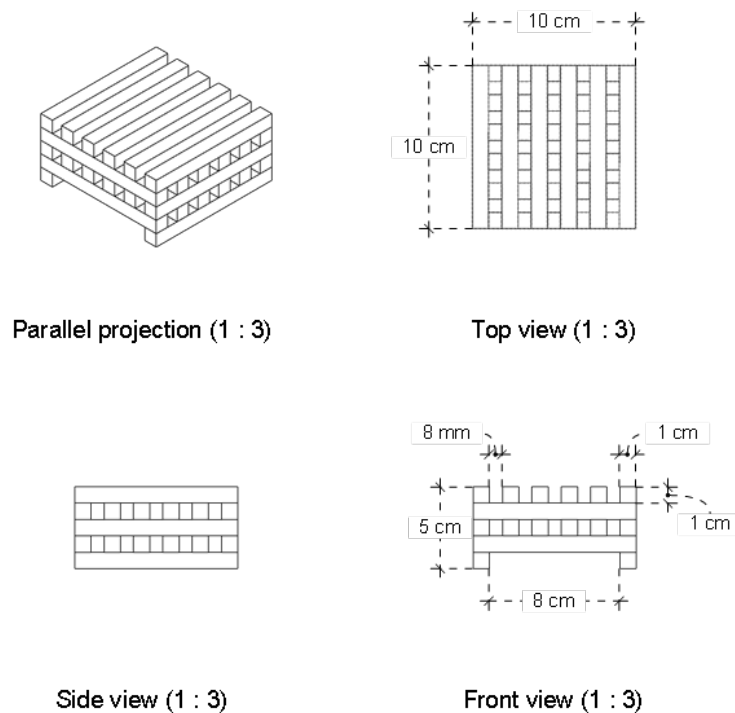 10 cm
10 cm
Parallel projection (1 : 3)
Top view (1 : 3)
8 mm
1 cm
5 cm
1 cm
8 cm
Side view (1 : 3)
Front view (1 : 3)